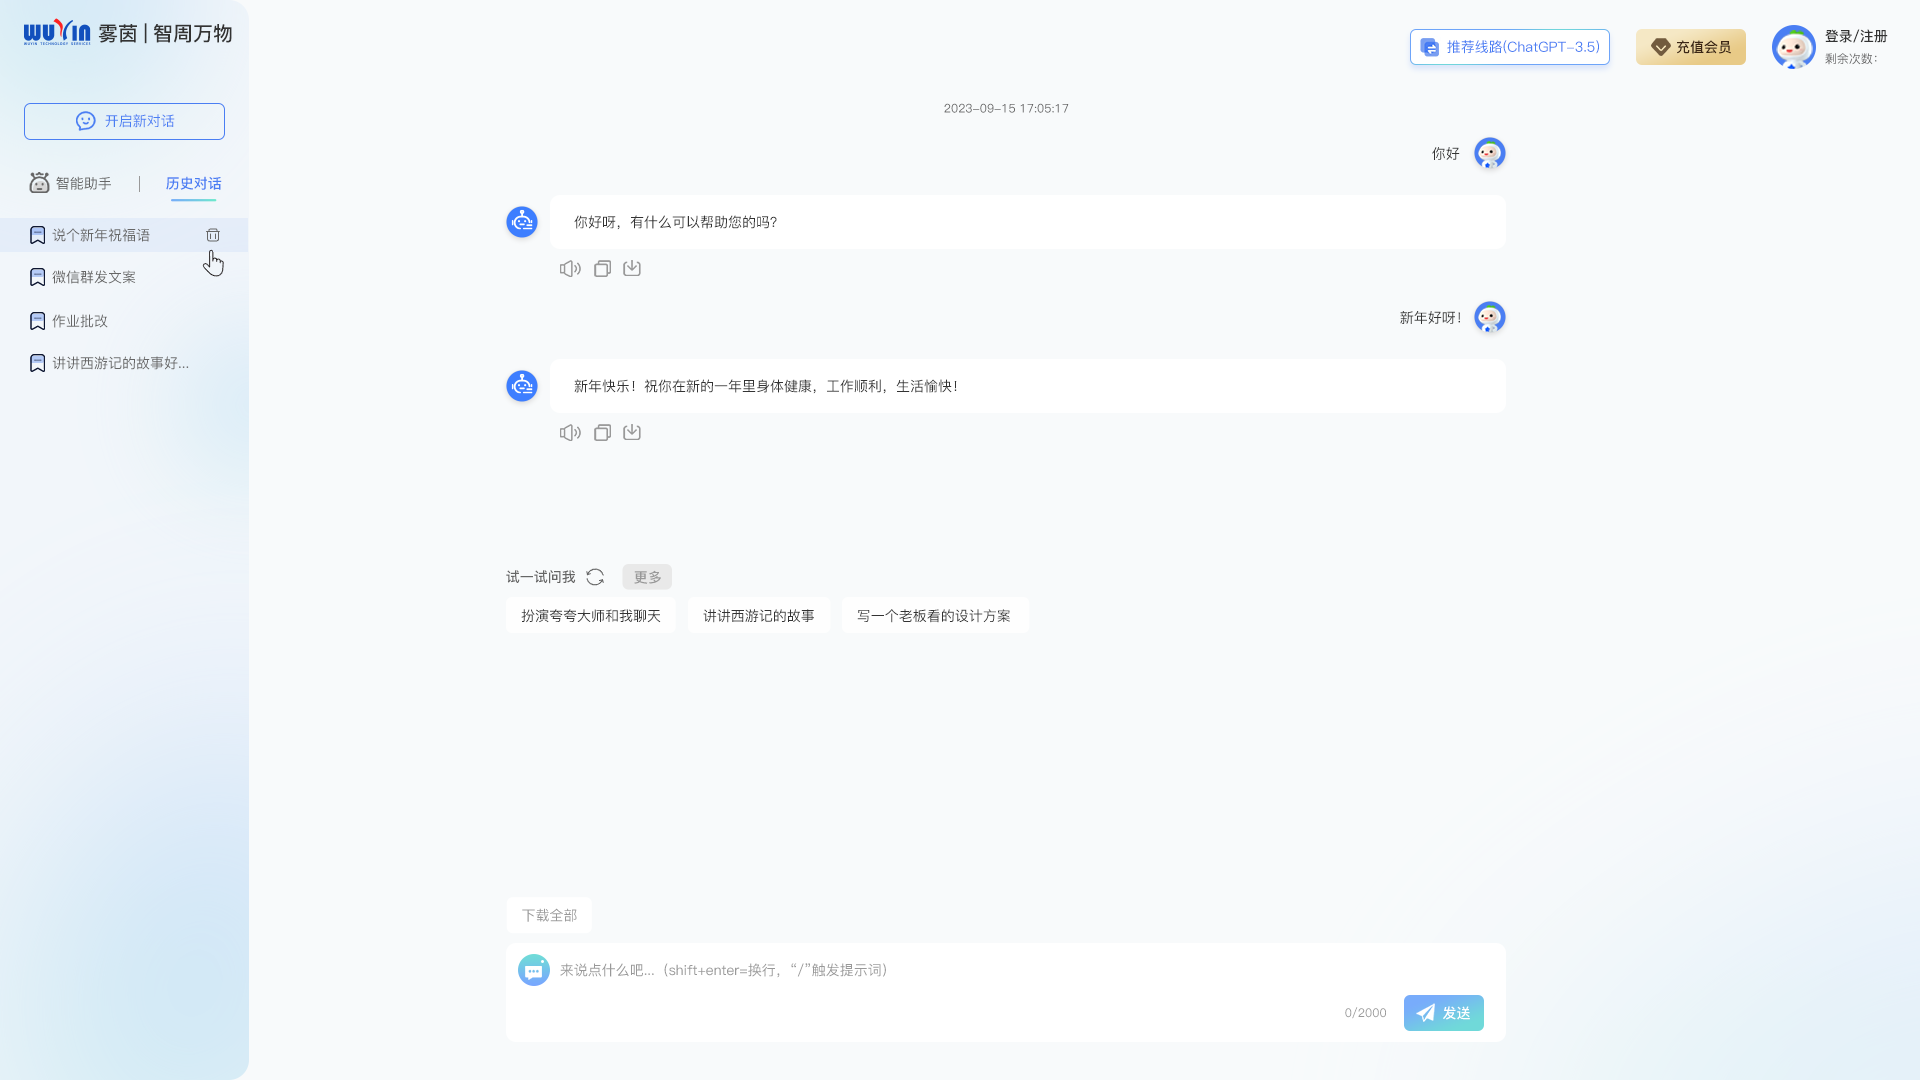 WUYIN 雾茵 | 智周万物
WUYIN TECHNOLOGY SERVICES
推荐线路(ChatGPT-3.5)
充值会员
登录/注册
剩余次数：
开启新对话
智能助手 | 历史对话
说个新年祝福语
微信群发文案
作业批改
讲讲西游记的故事好...
2023-09-15 17:05:17
你好
你好呀，有什么可以帮助您的吗？
新年好呀！
新年快乐！祝你在新的一年里身体健康，工作顺利，生活愉快！
试一试问我
更多
扮演夸夸大师和我聊天
讲讲西游记的故事
写一个老板看的设计方案
下载全部
来说点什么吧...（shift+enter=换行，“/”触发提示词）
0/2000
发送